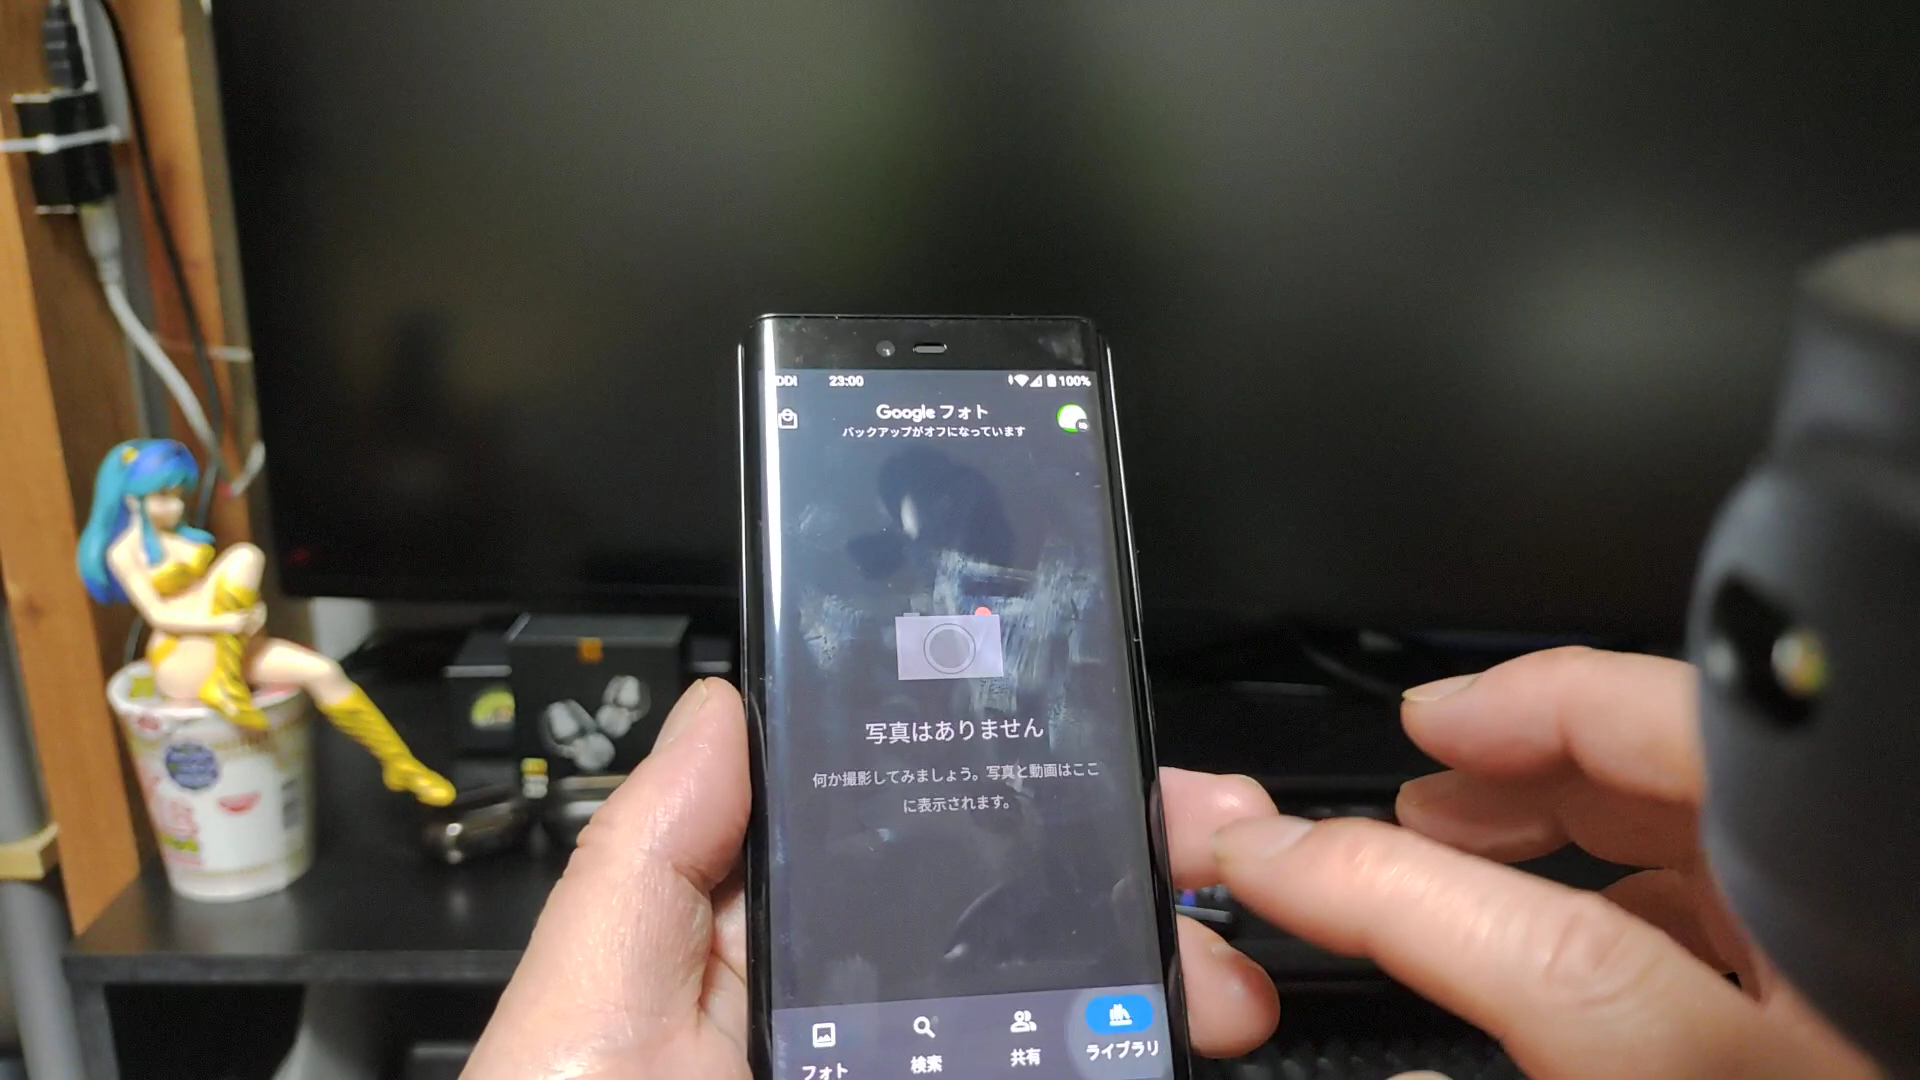 DDI 23:00 100%
Google フォト
バックアップがオフになっています
写真はありません
何か撮影してみましょう。写真と動画はここ
に表示されます。
フォト 検索 共有 ライブラリ